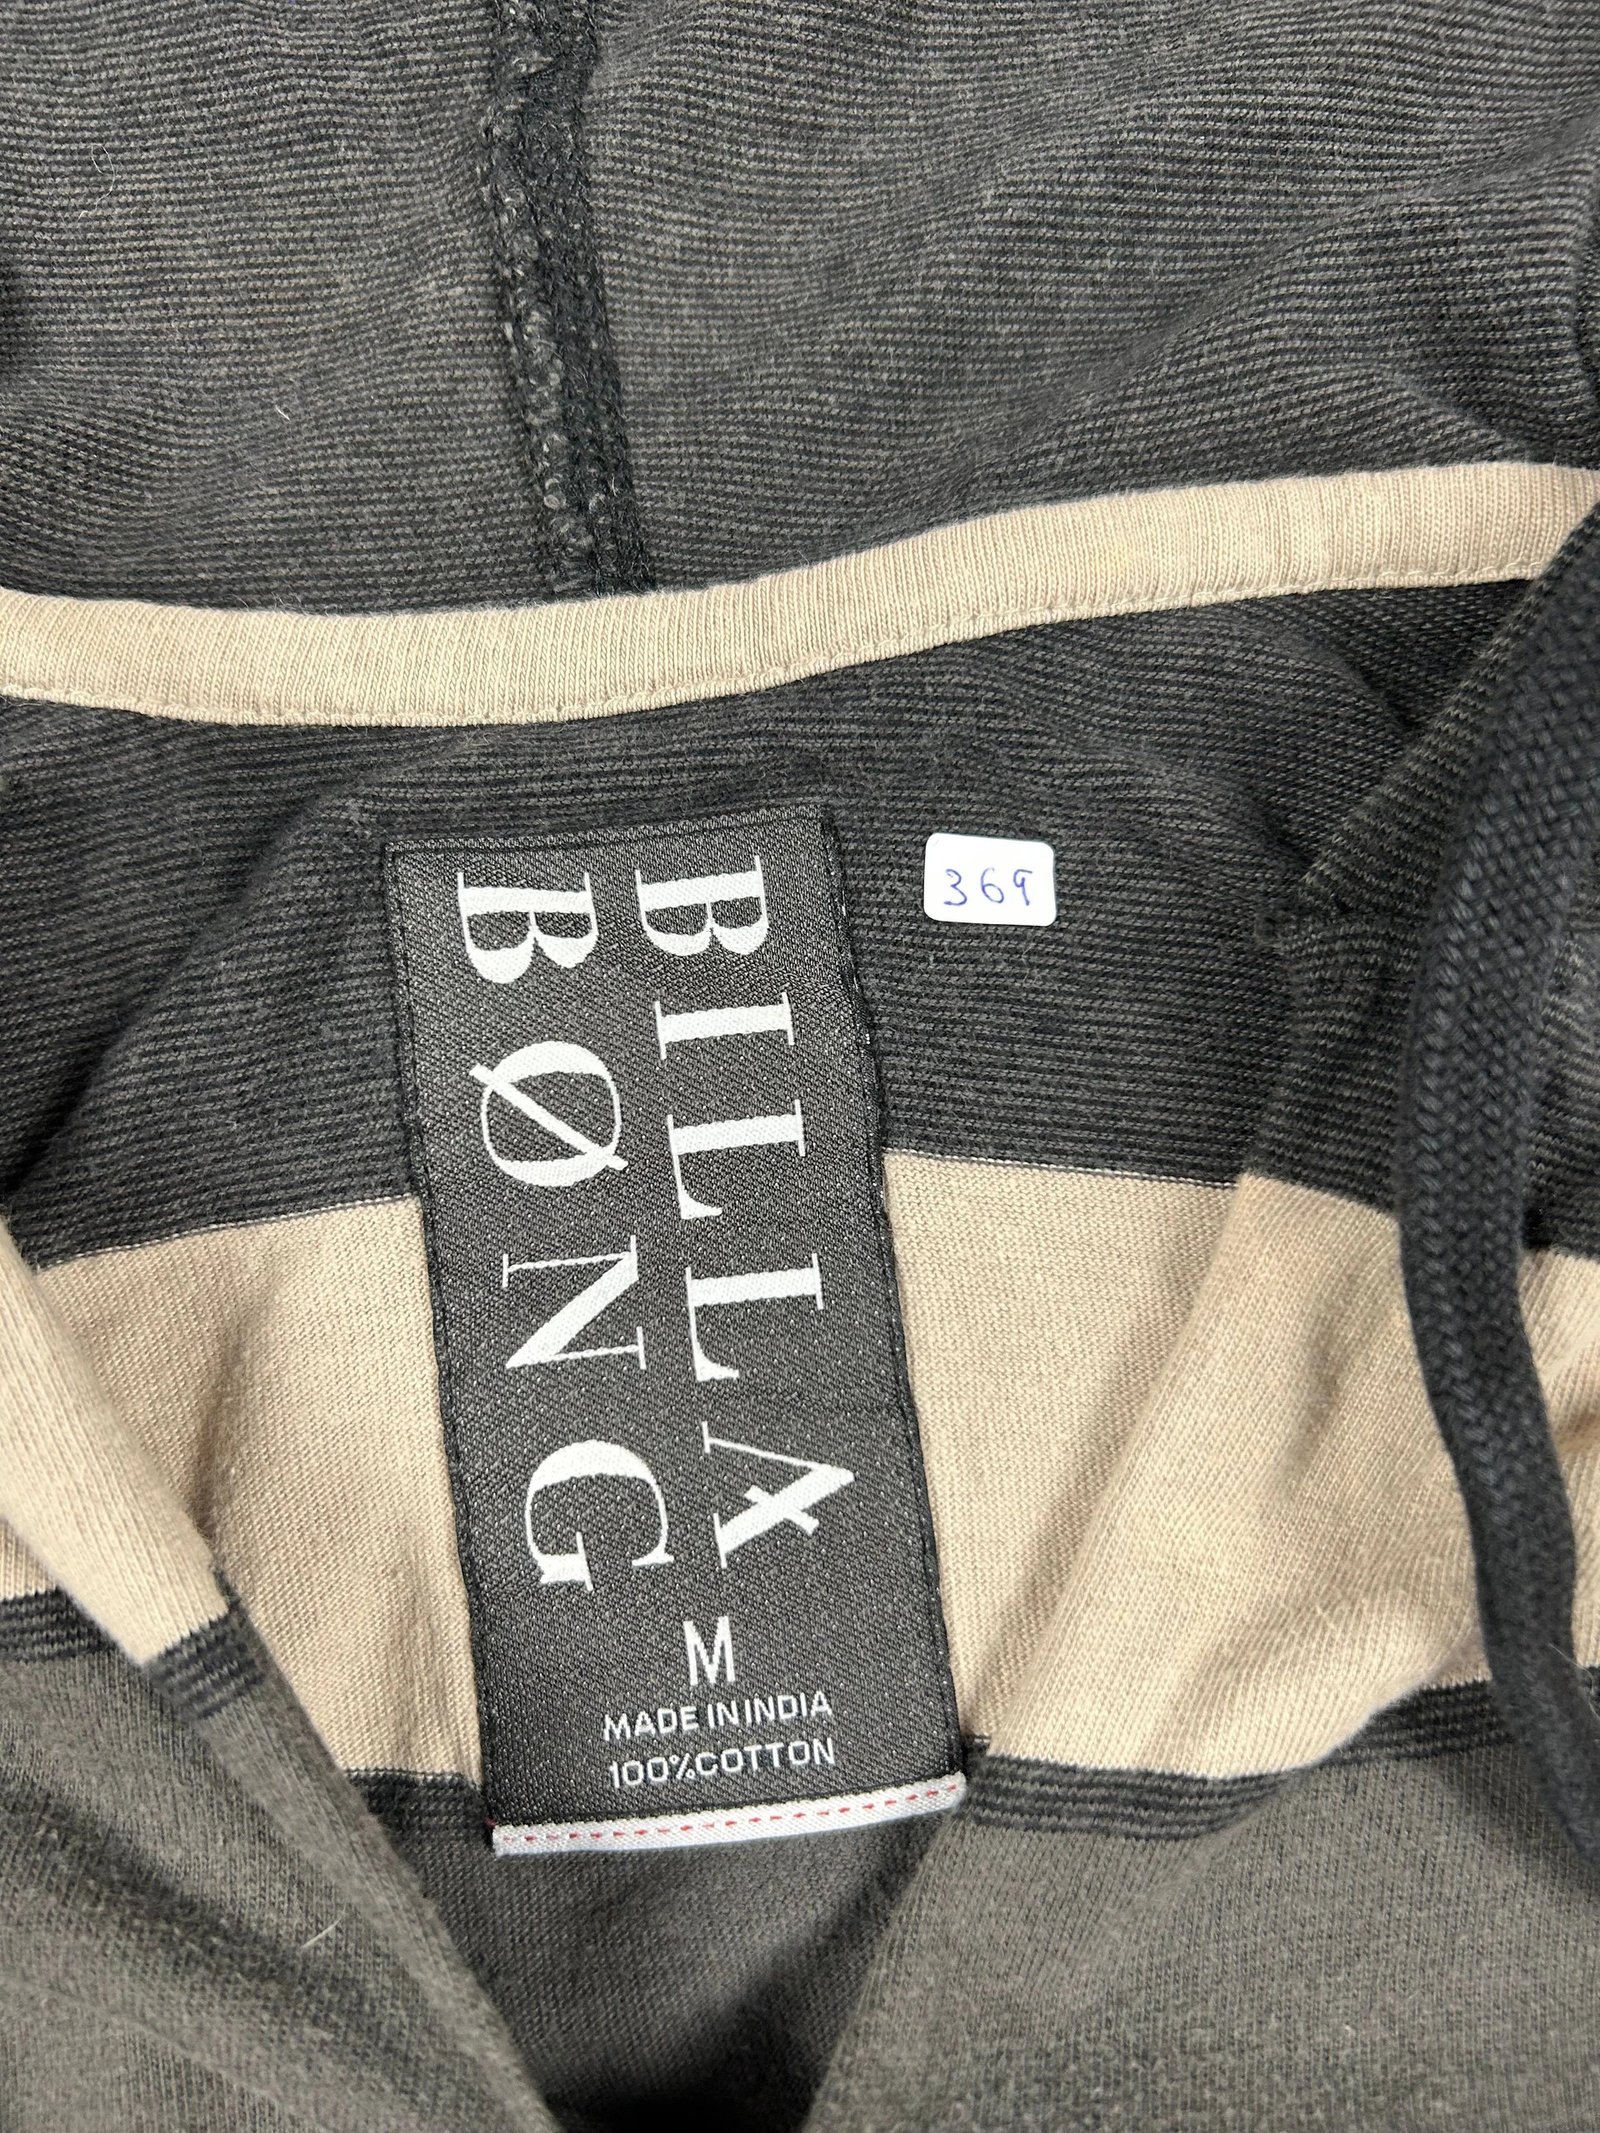 369
BILLA
BØNG
M
MADE IN INDIA
100%COTTON